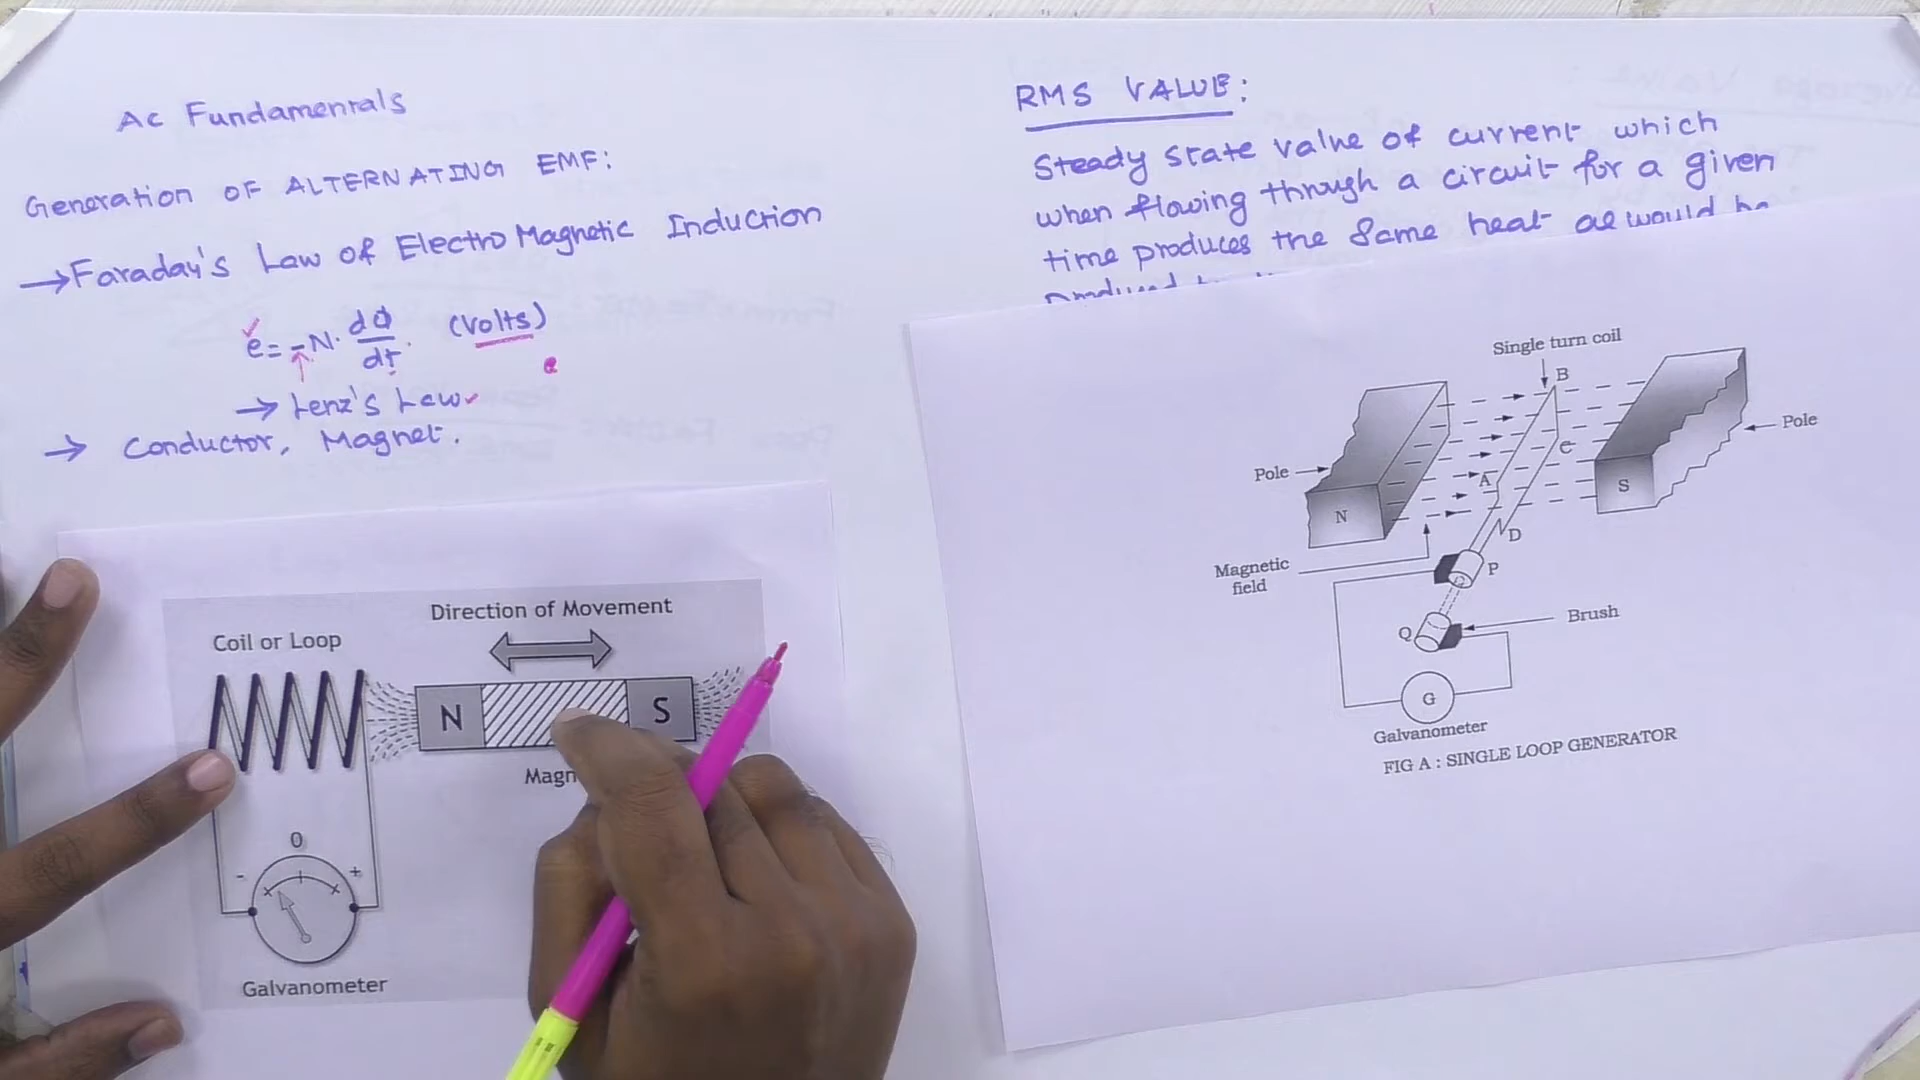 Ac Fundamentals
Generation OF ALTERNATING EMF:
→Faraday's Law of Electro Magnetic Induction
e = -N. dΦ/dt. (Volts)
e
→ Lenz's Law
→ Conductor, Magnet.
Direction of Movement
Coil or Loop
N
S
Magn
0
- +
Galvanometer
RMS VALUE:
Steady state value of current which
when flowing through a circuit for a given
time produces the same heat as would be
Single turn coil
B
Pole
C
Pole
A
S
N
D
Magnetic
field
P
Q
Brush
G
Galvanometer
FIG A : SINGLE LOOP GENERATOR